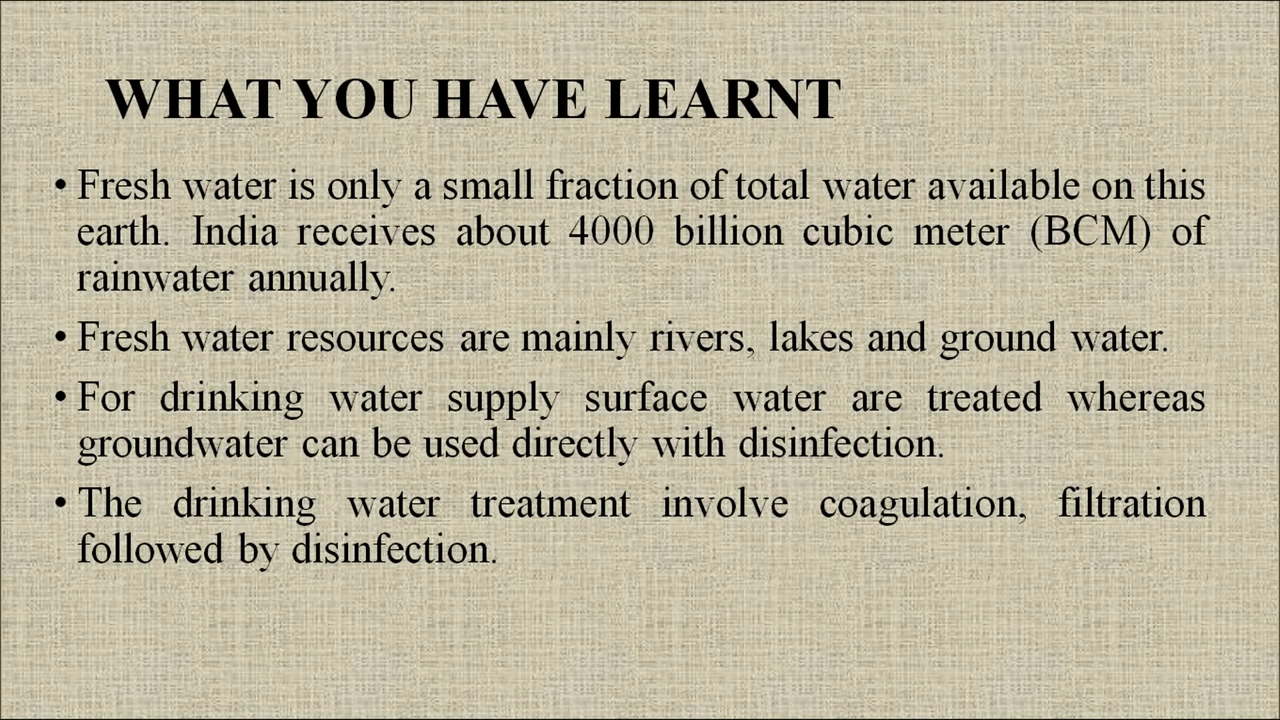 WHAT YOU HAVE LEARNT
• Fresh water is only a small fraction of total water available on this
earth. India receives about 4000 billion cubic meter (BCM) of
rainwater annually.
• Fresh water resources are mainly rivers, lakes and ground water.
• For drinking water supply surface water are treated whereas
groundwater can be used directly with disinfection.
• The drinking water treatment involve coagulation, filtration
followed by disinfection.